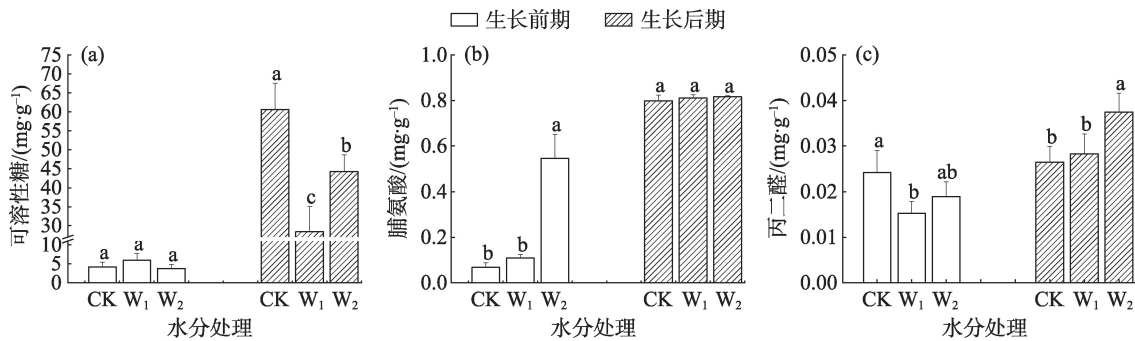 生长前期 生长后期
(a)
可溶性糖/(mg·g⁻¹)
75
70
65
60
55
50
45
40
35
30
10
5
0
a a a a c b
CK W₁ W₂ CK W₁ W₂
水分处理
(b)
脯氨酸/(mg·g⁻¹)
1.0
0.8
0.6
0.4
0.2
0.0
b b a a a a
CK W₁ W₂ CK W₁ W₂
水分处理
(c)
丙二醛/(mg·g⁻¹)
0.05
0.04
0.03
0.02
0.01
0.00
a b ab b b a
CK W₁ W₂ CK W₁ W₂
水分处理